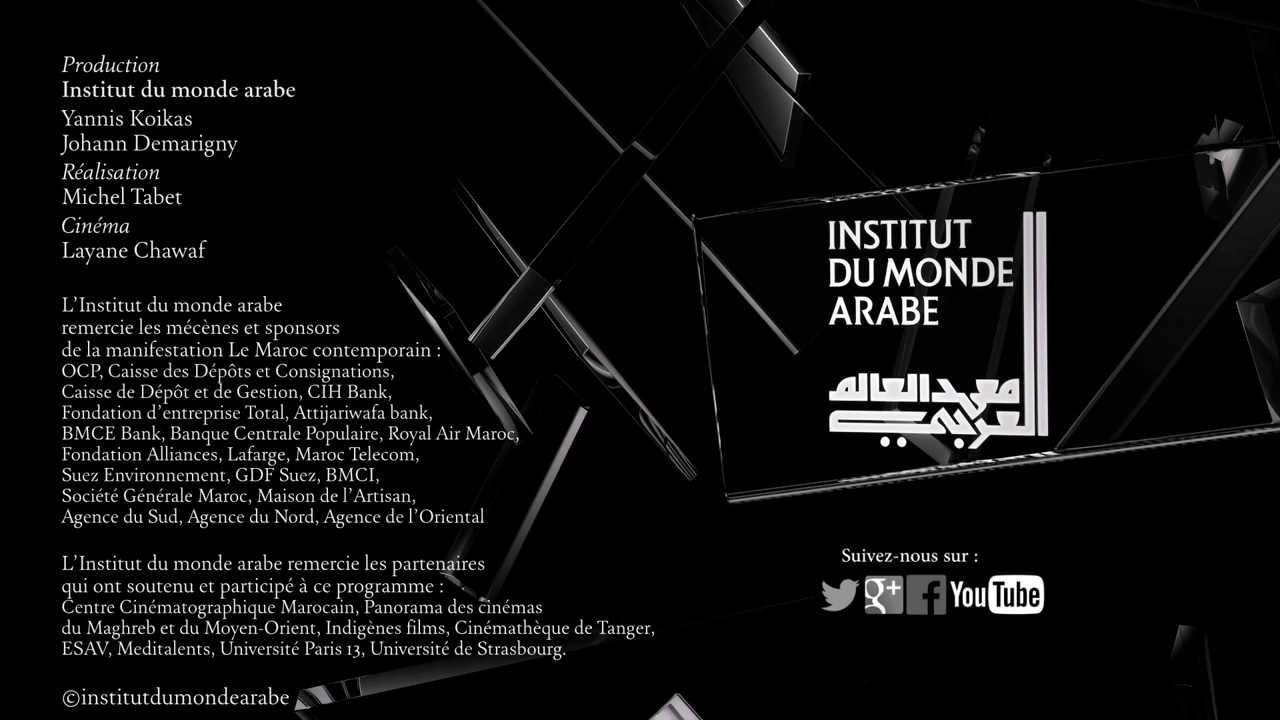 Production
Institut du monde arabe
Yannis Koikas
Johann Demarigny
Réalisation
Michel Tabet
Cinéma
Layane Chawaf
L’Institut du monde arabe
remercie les mécènes et sponsors
de la manifestation Le Maroc contemporain :
OCP, Caisse des Dépôts et Consignations,
Caisse de Dépôt et de Gestion, CIH Bank,
Fondation d’entreprise Total, Attijariwafa bank,
BMCE Bank, Banque Centrale Populaire, Royal Air Maroc,
Fondation Alliances, Lafarge, Maroc Telecom,
Suez Environnement, GDF Suez, BMCI,
Société Générale Maroc, Maison de l’Artisan,
Agence du Sud, Agence du Nord, Agence de l’Oriental
L’Institut du monde arabe remercie les partenaires
qui ont soutenu et participé à ce programme :
Centre Cinématographique Marocain, Panorama des cinémas
du Maghreb et du Moyen-Orient, Indigènes films, Cinémathèque de Tanger,
ESAV, Meditalents, Université Paris 13, Université de Strasbourg.
©institutdumondearabe
INSTITUT
DU MONDE
ARABE
معهد العالم
العربي
Suivez-nous sur :
g+ f YouTube